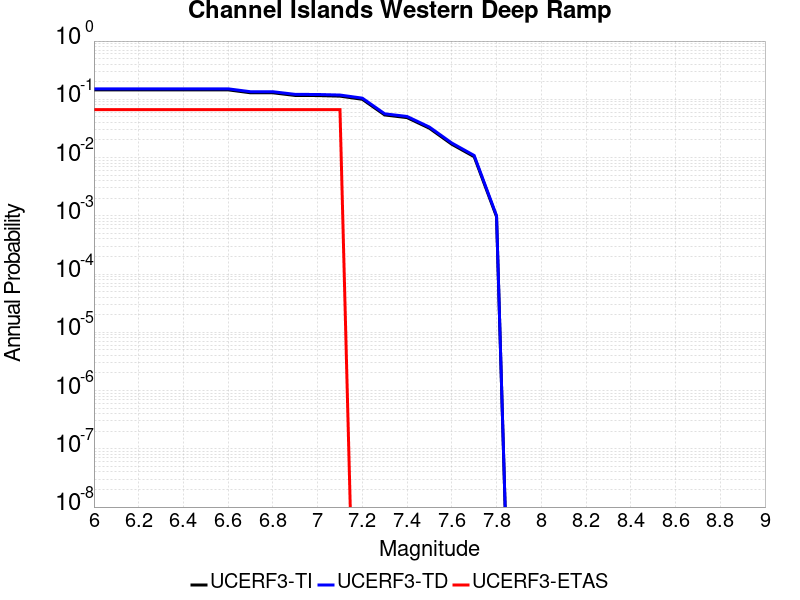 Channel Islands Western Deep Ramp
Annual Probability
10^0
10^-1
10^-2
10^-3
10^-4
10^-5
10^-6
10^-7
10^-8
6 6.2 6.4 6.6 6.8 7 7.2 7.4 7.6 7.8 8 8.2 8.4 8.6 8.8 9
Magnitude
UCERF3-TI UCERF3-TD UCERF3-ETAS